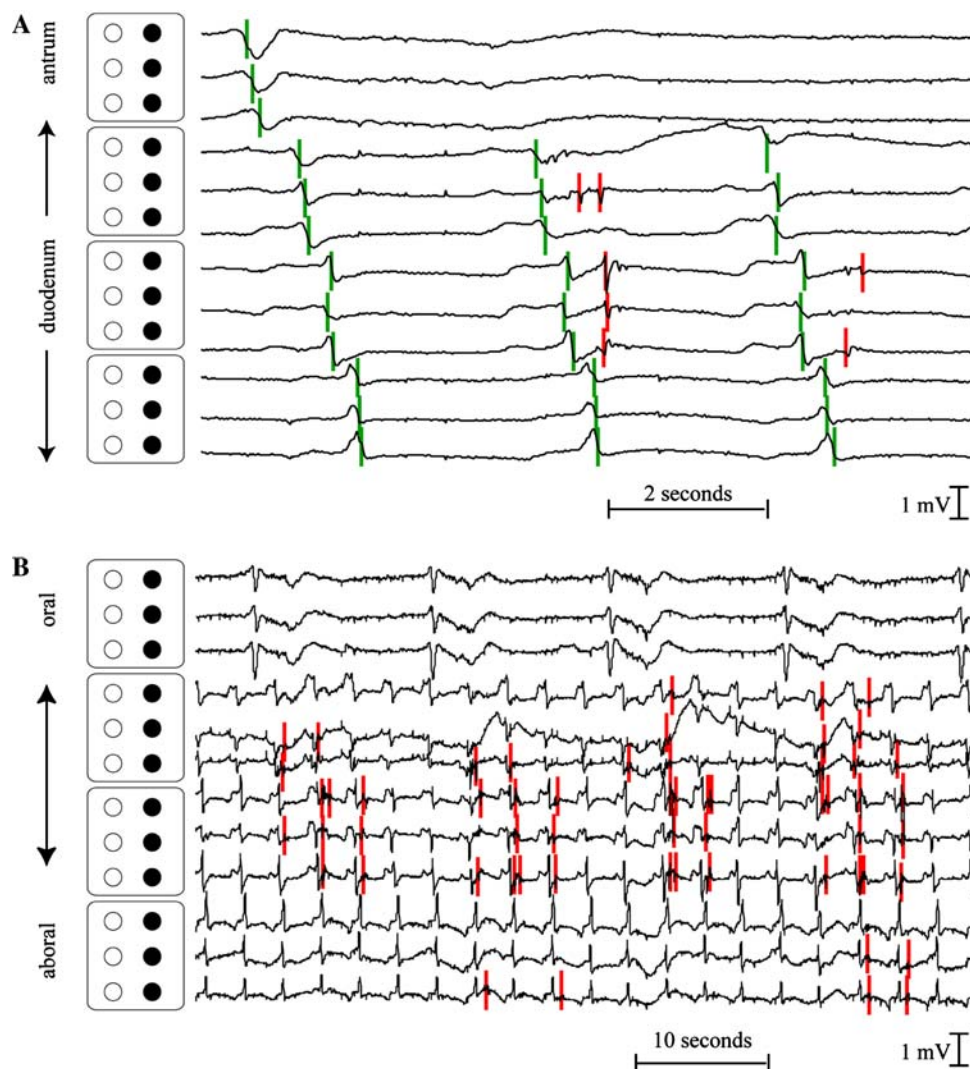 A
antrum
duodenum
2 seconds
1 mV
B
oral
aboral
10 seconds
1 mV